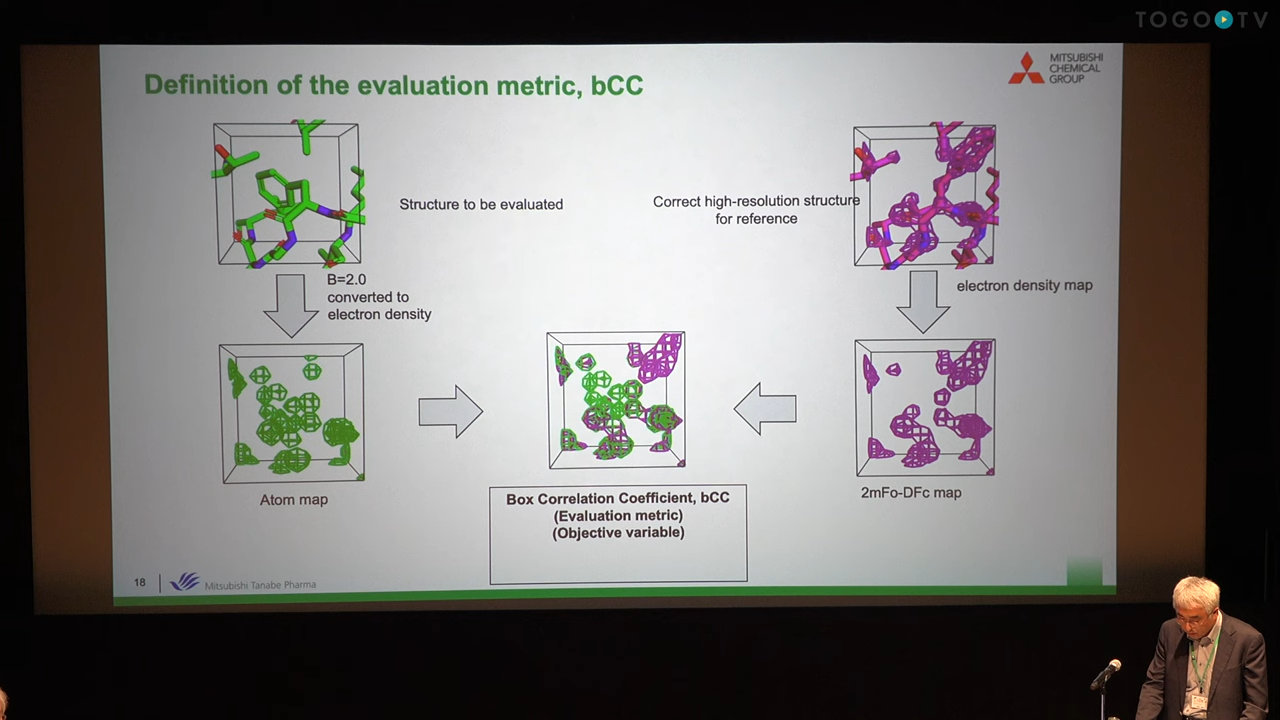 TOGO TV
MITSUBISHI
CHEMICAL
GROUP
Definition of the evaluation metric, bCC
Structure to be evaluated
Correct high-resolution structure
for reference
B=2.0
converted to
electron density
electron density map
Atom map
2mFo-DFc map
Box Correlation Coefficient, bCC
(Evaluation metric)
(Objective variable)
18
Mitsubishi Tanabe Pharma